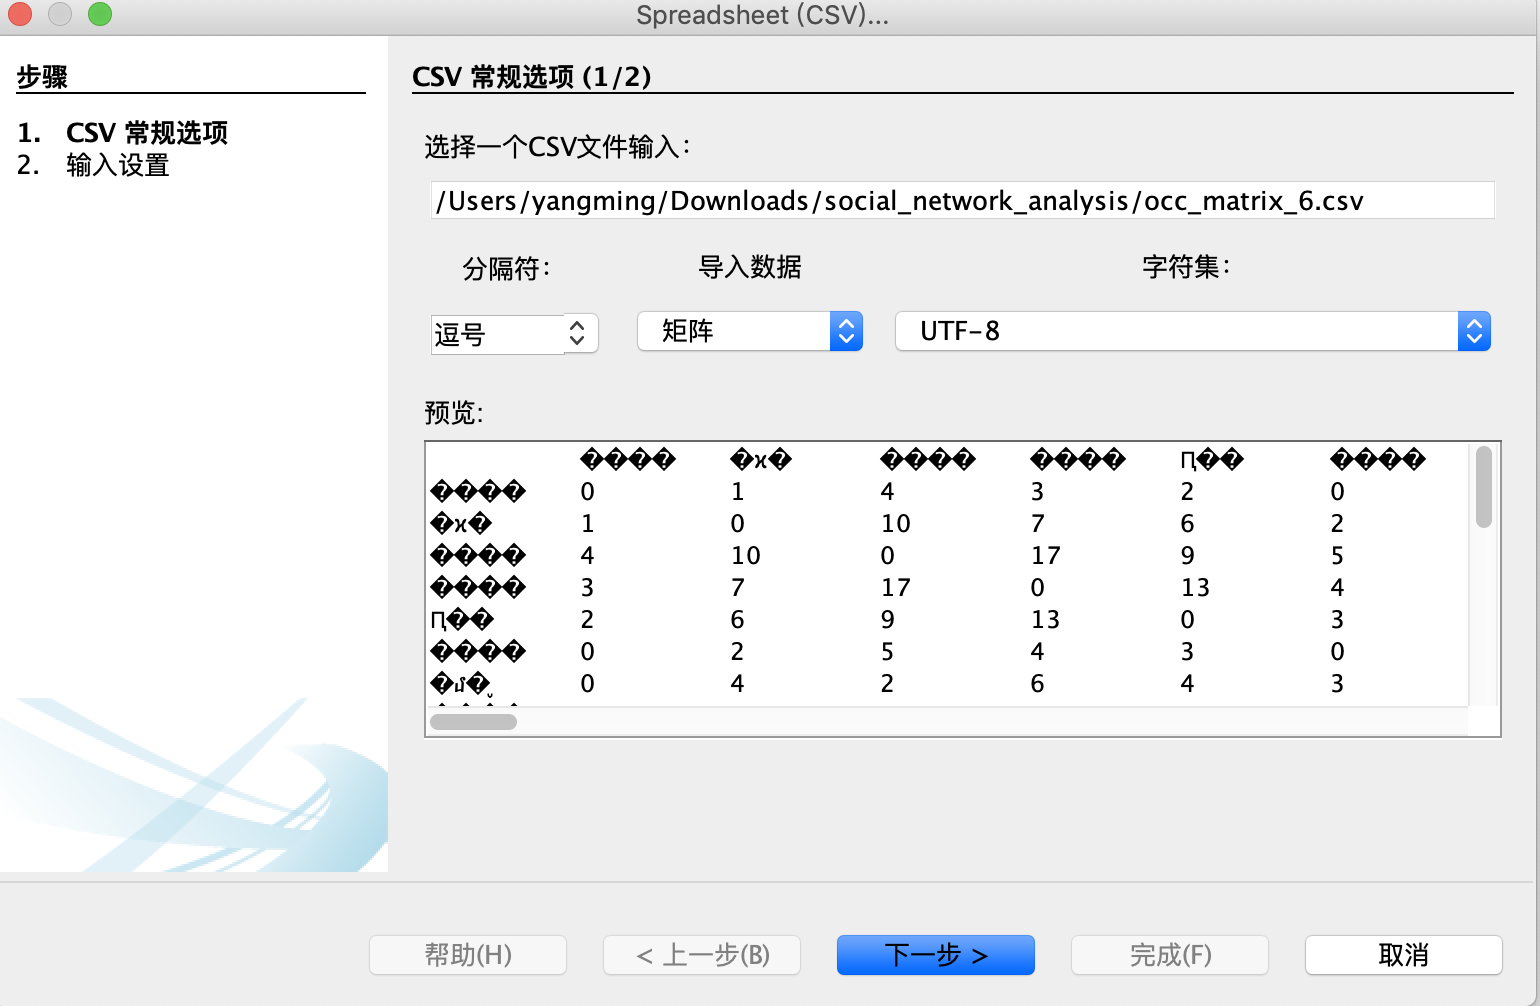 Spreadsheet (CSV)...
步骤
1. CSV 常规选项
2. 输入设置
CSV 常规选项 (1/2)
选择一个CSV文件输入:
/Users/yangming/Downloads/social_network_analysis/occ_matrix_6.csv
分隔符: 导入数据 字符集:
逗号 矩阵 UTF-8
预览:
���� �ϰ� ���� ���� Ԥ�� ����
���� 0 1 4 3 2 0
�ϰ� 1 0 10 7 6 2
���� 4 10 0 17 9 5
���� 3 7 17 0 13 4
Ԥ�� 2 6 9 13 0 3
���� 0 2 5 4 3 0
0 4 2 6 4 3
帮助(H) < 上一步(B) 下一步 > 完成(F) 取消